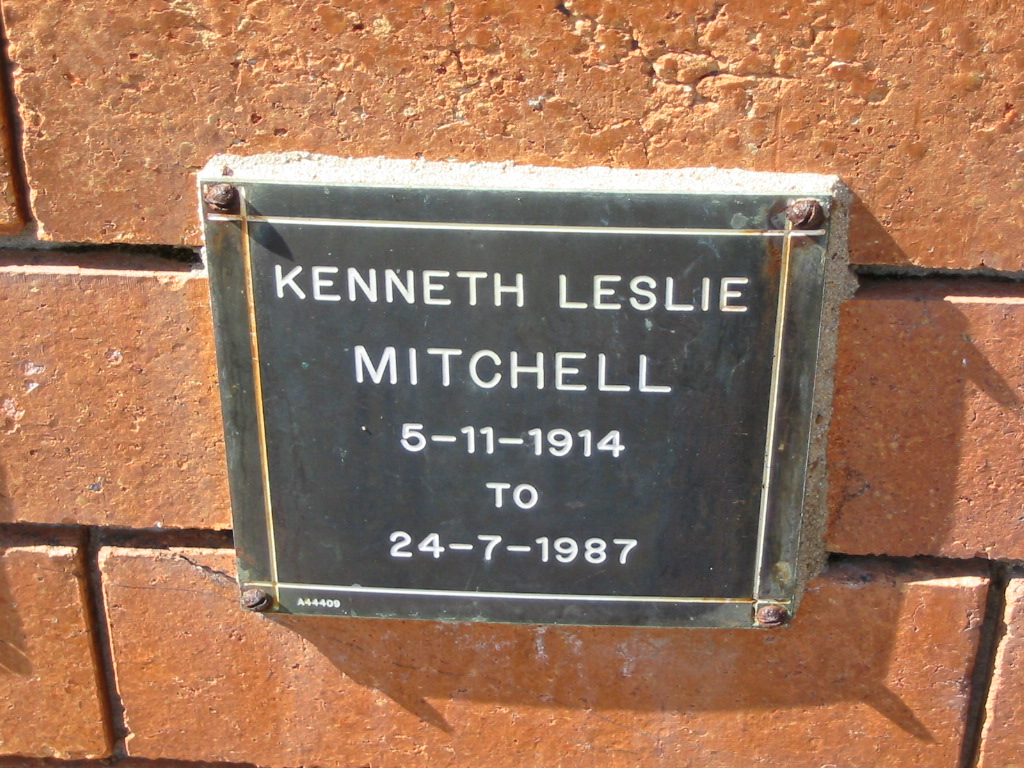 KENNETH LESLIE
MITCHELL
5-11-1914
TO
24-7-1987
A44409